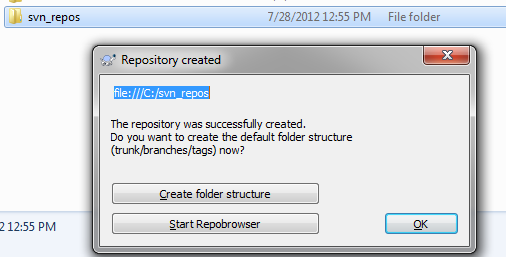 svn_repos 7/28/2012 12:55 PM File folder
Repository created
file:///C:/svn_repos
The repository was successfully created.
Do you want to create the default folder structure
(trunk/branches/tags) now?
Create folder structure
Start Repobrowser OK
2 12:55 PM